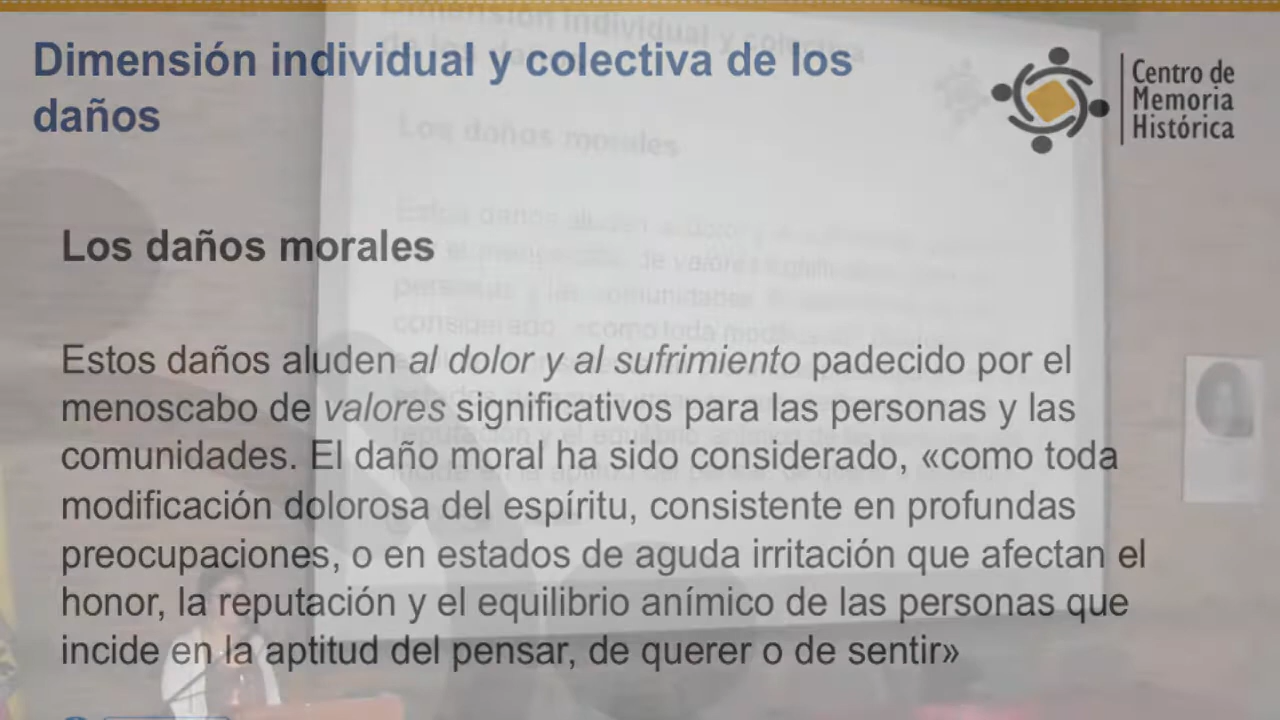 Dimensión individual y colectiva de los
daños
Centro de
Memoria
Histórica
Los daños morales
Estos daños aluden al dolor y al sufrimiento padecido por el
menoscabo de valores significativos para las personas y las
comunidades. El daño moral ha sido considerado, «como toda
modificación dolorosa del espíritu, consistente en profundas
preocupaciones, o en estados de aguda irritación que afectan el
honor, la reputación y el equilibrio anímico de las personas que
incide en la aptitud del pensar, de querer o de sentir»